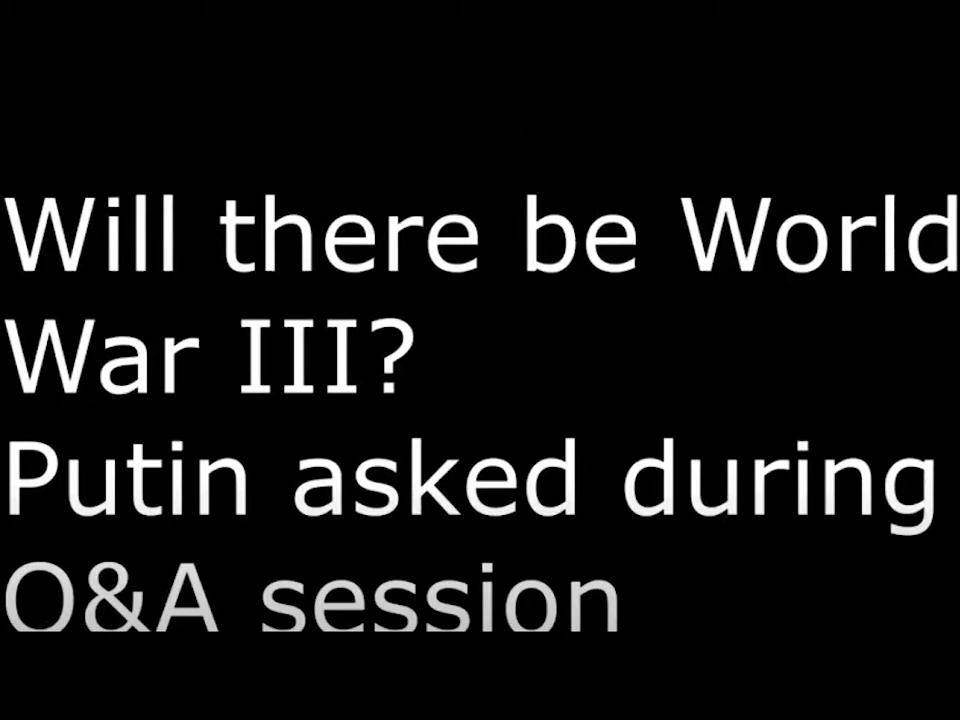 Will there be World
War III?
Putin asked during
Q&A session